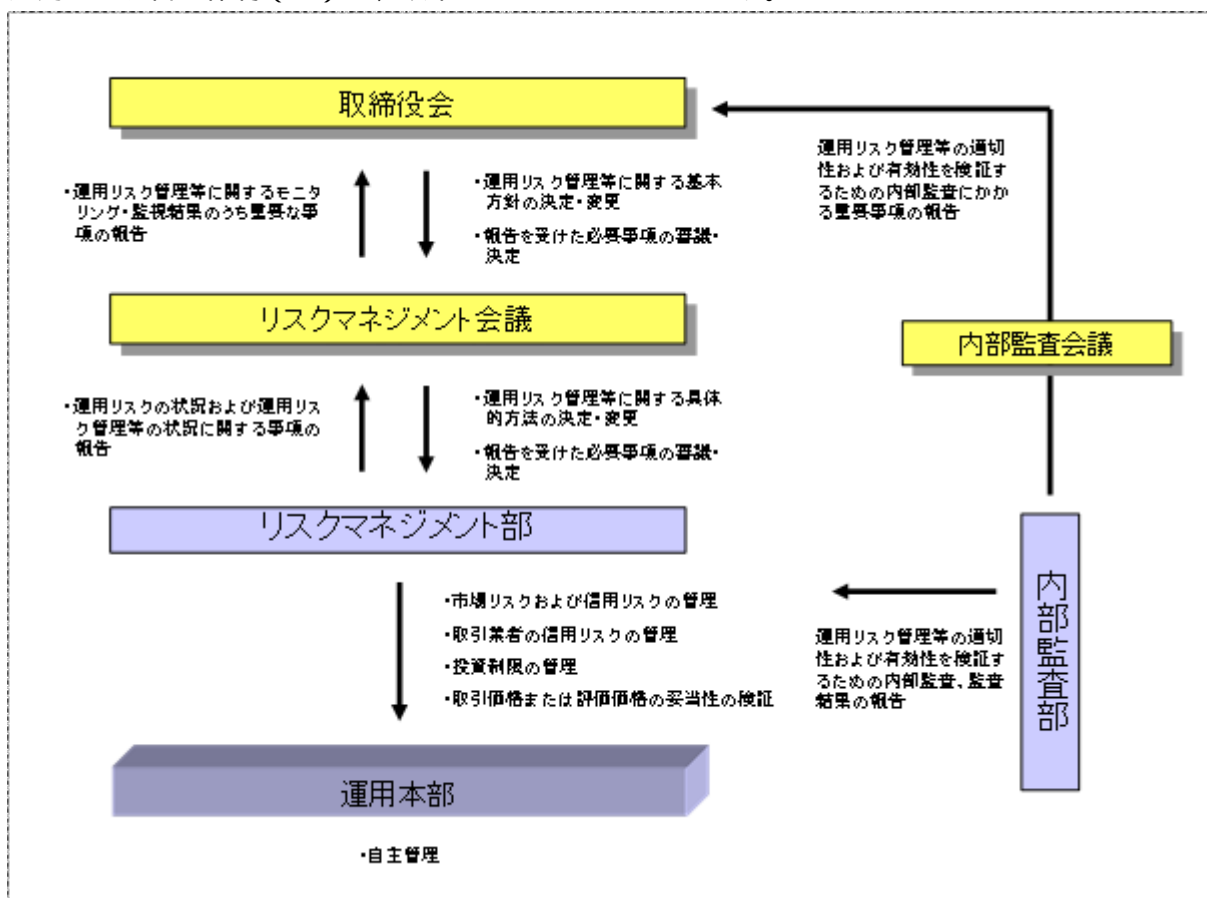 取締役会
運用リスク管理等の適切
性および有効性を検証す
るための内部監査にかか
る重要事項の報告
・運用リスク管理等に関するモニタ
リング・監視結果のうち重要な事
項の報告
・運用リスク管理等に関する基本
方針の決定・変更
・報告を受けた必要事項の審議・
決定
リスクマネジメント会議
内部監査会議
・運用リスクの状況および運用リス
ク管理等の状況に関する事項の
報告
・運用リスク管理等に関する具体
的方法の決定・変更
・報告を受けた必要事項の審議・
決定
リスクマネジメント部
内部監査部
・市場リスクおよび信用リスクの管理
・取引業者の信用リスクの管理
・投資制限の管理
・取引価格または評価価格の妥当性の検証
運用リスク管理等の適切
性および有効性を検証す
るための内部監査、監査
結果の報告
運用本部
・自主管理